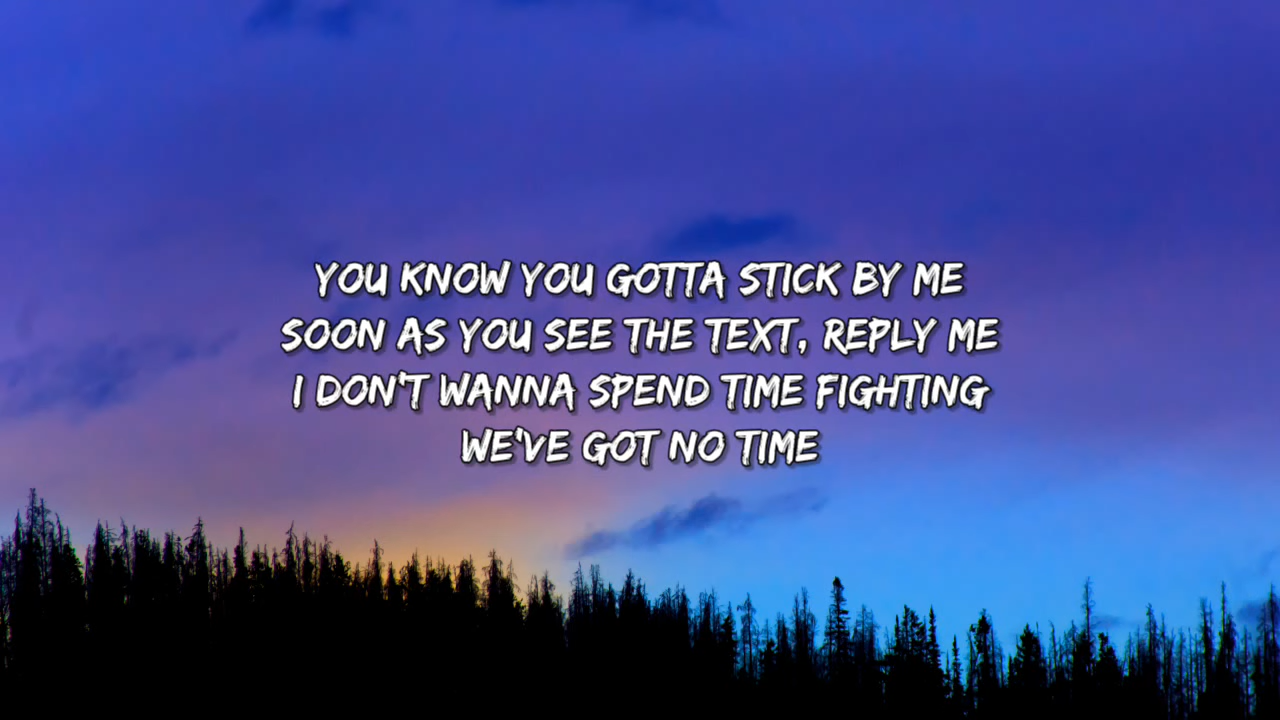 YOU KNOW YOU GOTTA STICK BY ME
SOON AS YOU SEE THE TEXT, REPLY ME
I DON'T WANNA SPEND TIME FIGHTING
WE'VE GOT NO TIME